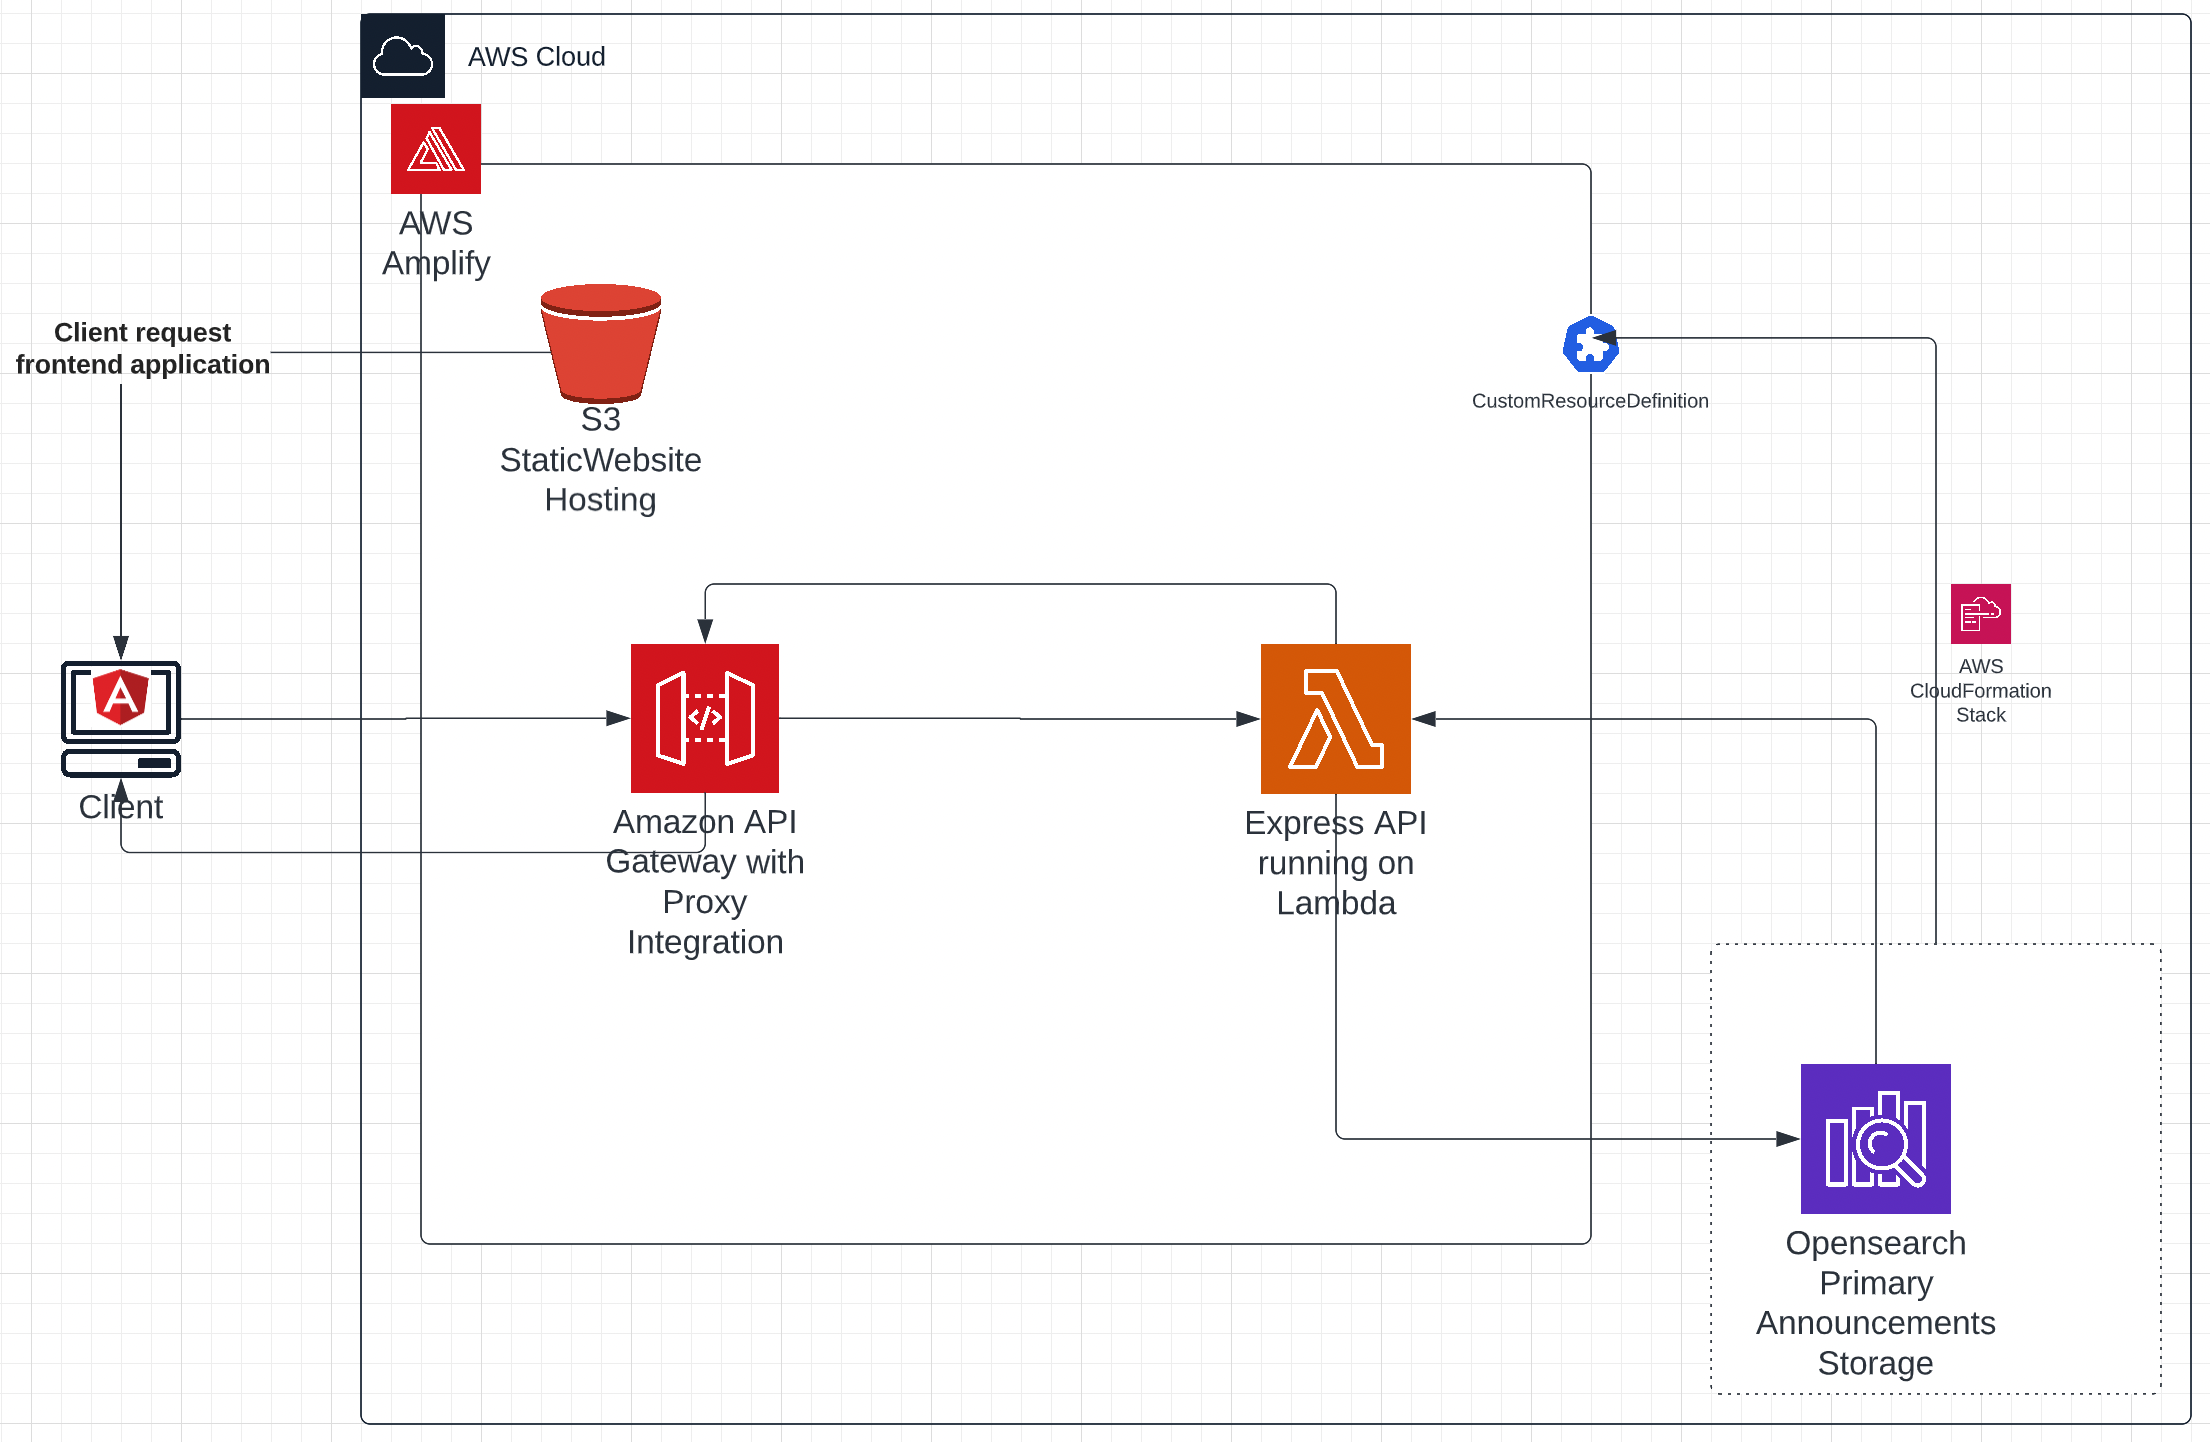 AWS Cloud
AWS
Amplify
Client request
frontend application
S3
StaticWebsite
Hosting
CustomResourceDefinition
AWS
CloudFormation
Stack
Client
Amazon API
Gateway with
Proxy
Integration
Express API
running on
Lambda
Opensearch
Primary
Announcements
Storage